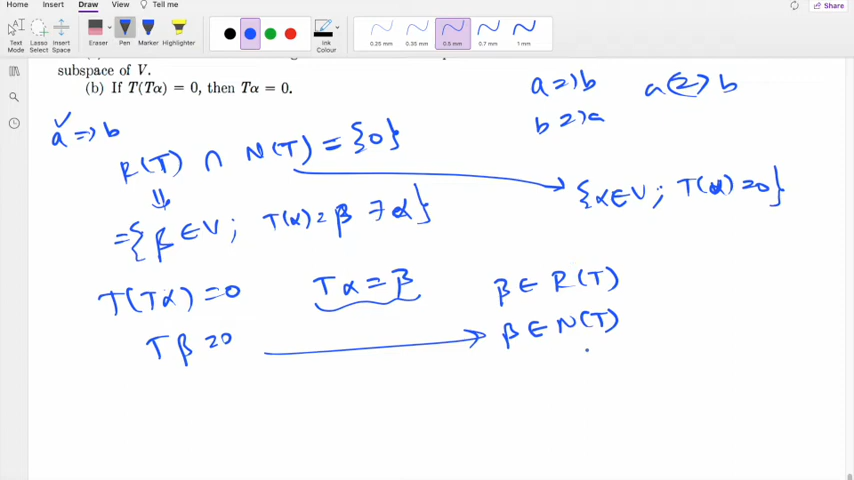 Home Insert Draw View Tell me Share
Text Mode
Lasso Select
Insert Space
Eraser
Pen
Marker
Highlighter
Ink Colour
0.25 mm 0.35 mm 0.5 mm 0.7 mm 1 mm
subspace of V.
(b) If T(Tα) = 0, then Tα = 0.
a => b a <=> b
b => a
✓
a => b
R(T) ∩ N(T) = {0}
{α ∈ V; T(α) = 0}
= {β ∈ V; T(α) = β ∃ α}
T(Tα) = 0 Tα = β β ∈ R(T)
Tβ = 0 β ∈ N(T)